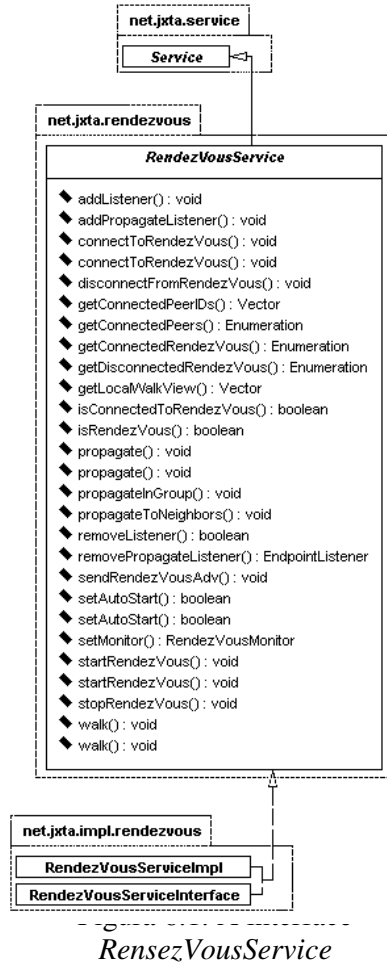 net.jxta.service
Service
net.jxta.rendezvous
RendezVousService
addListener() : void
addPropagateListener() : void
connectToRendezVous() : void
connectToRendezVous() : void
disconnectFromRendezVous() : void
getConnectedPeerIDs() : Vector
getConnectedPeers() : Enumeration
getConnectedRendezVous() : Enumeration
getDisconnectedRendezVous() : Enumeration
getLocalWalkView() : Vector
isConnectedToRendezVous() : boolean
isRendezVous() : boolean
propagate() : void
propagate() : void
propagateInGroup() : void
propagateToNeighbors() : void
removeListener() : boolean
removePropagateListener() : EndpointListener
sendRendezVousAdv() : void
setAutoStart() : boolean
setAutoStart() : boolean
setMonitor() : RendezVousMonitor
startRendezVous() : void
startRendezVous() : void
stopRendezVous() : void
walk() : void
walk() : void
net.jxta.impl.rendezvous
RendezVousServiceImpl
RendezVousServiceInterface
RensezVousService